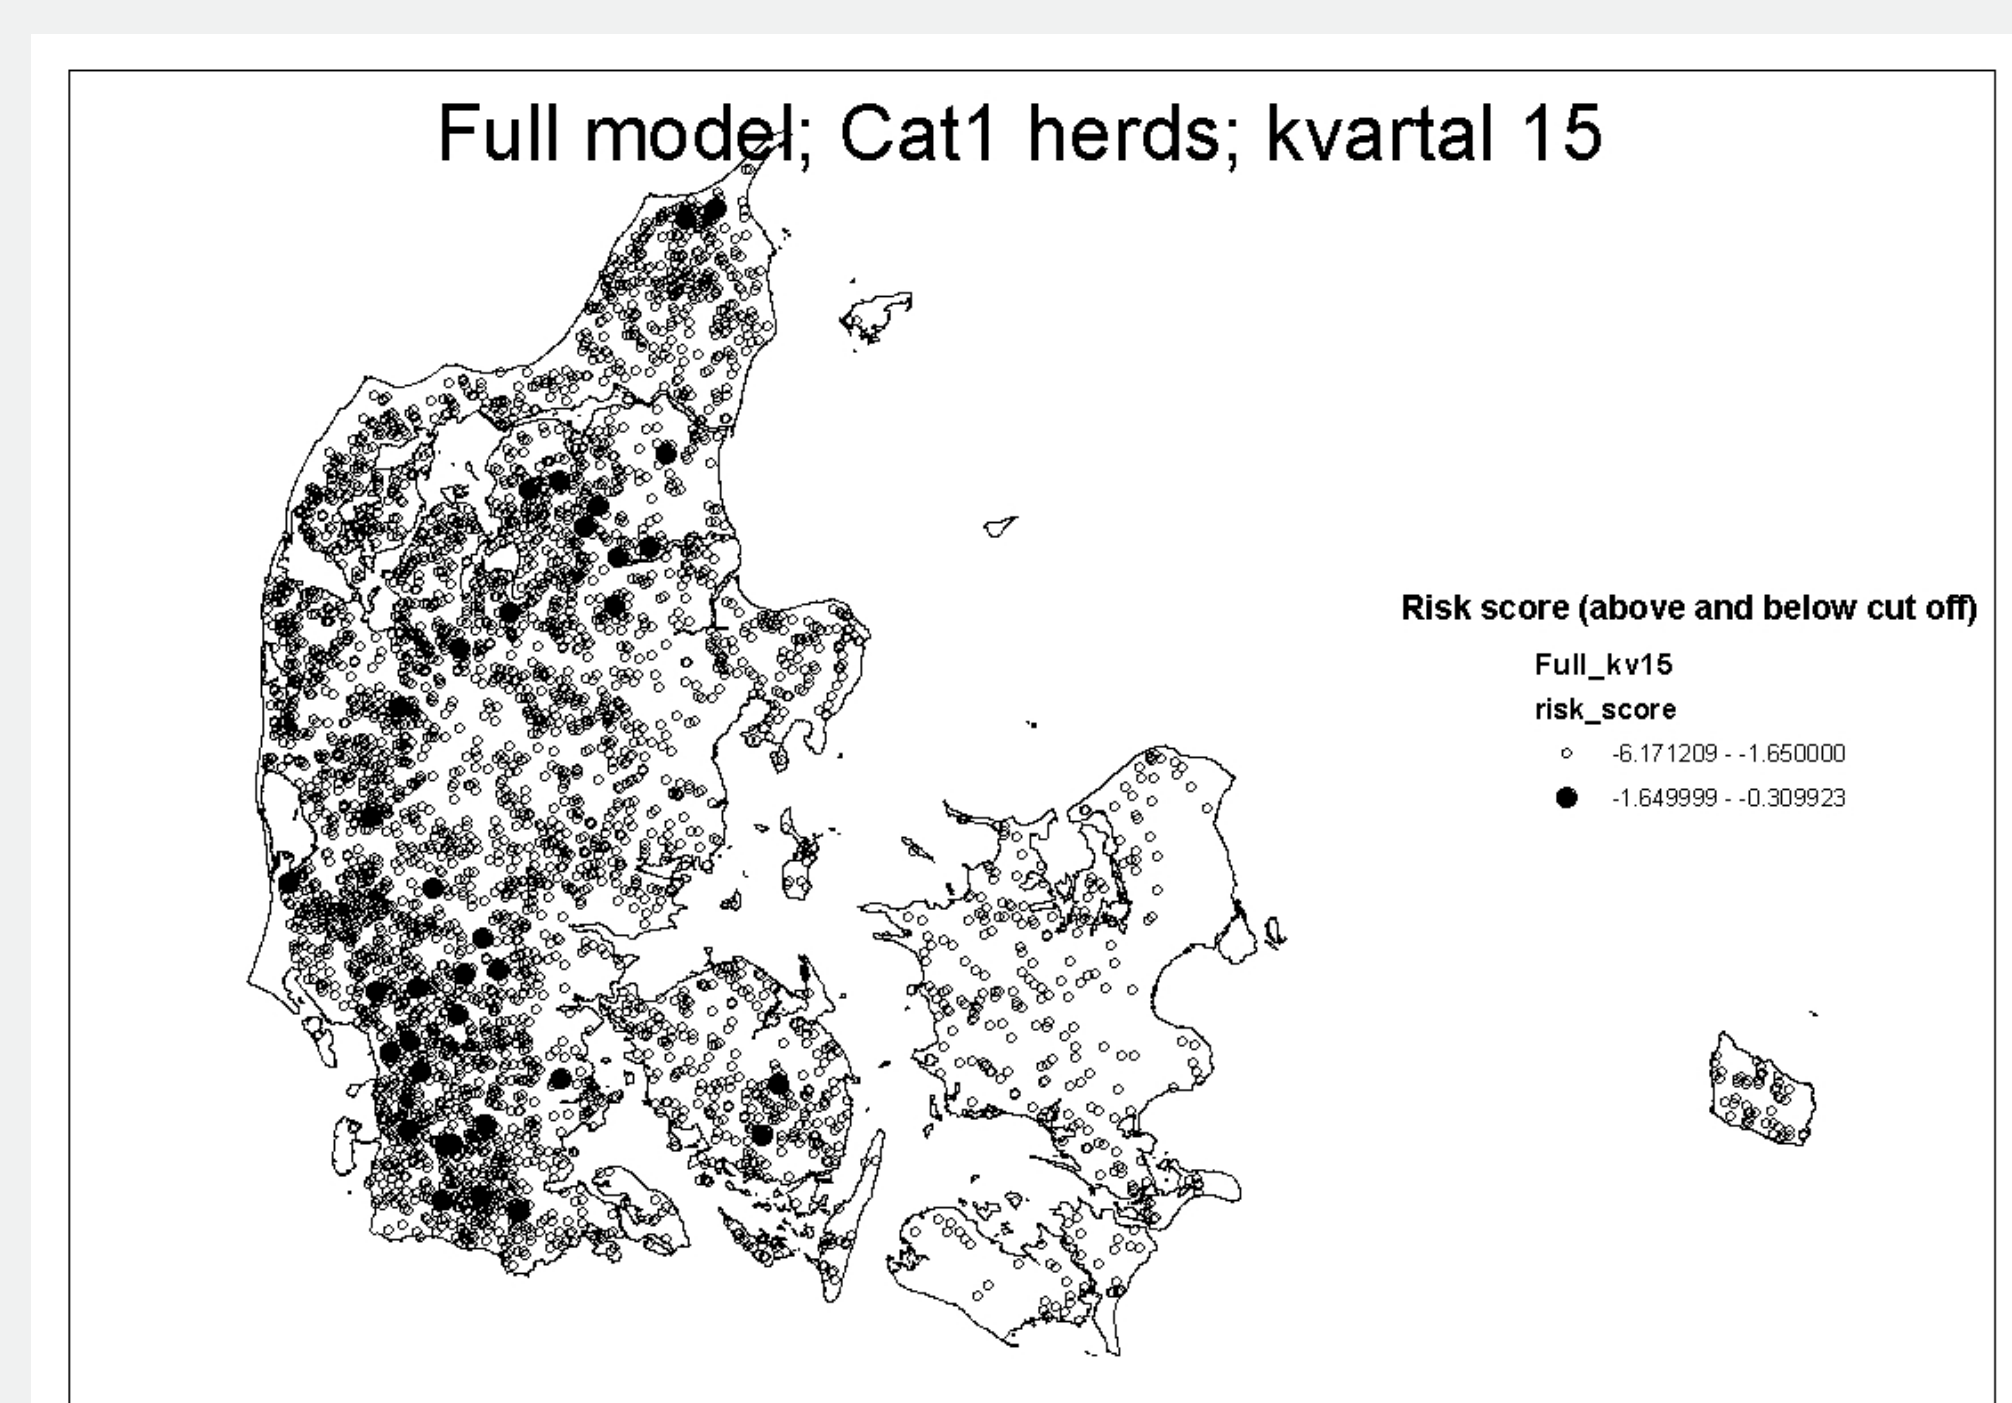 Full model; Cat1 herds; kvartal 15
Risk score (above and below cut off)
Full_kv15
risk_score
-6.171209 - -1.650000
-1.649999 - -0.309923